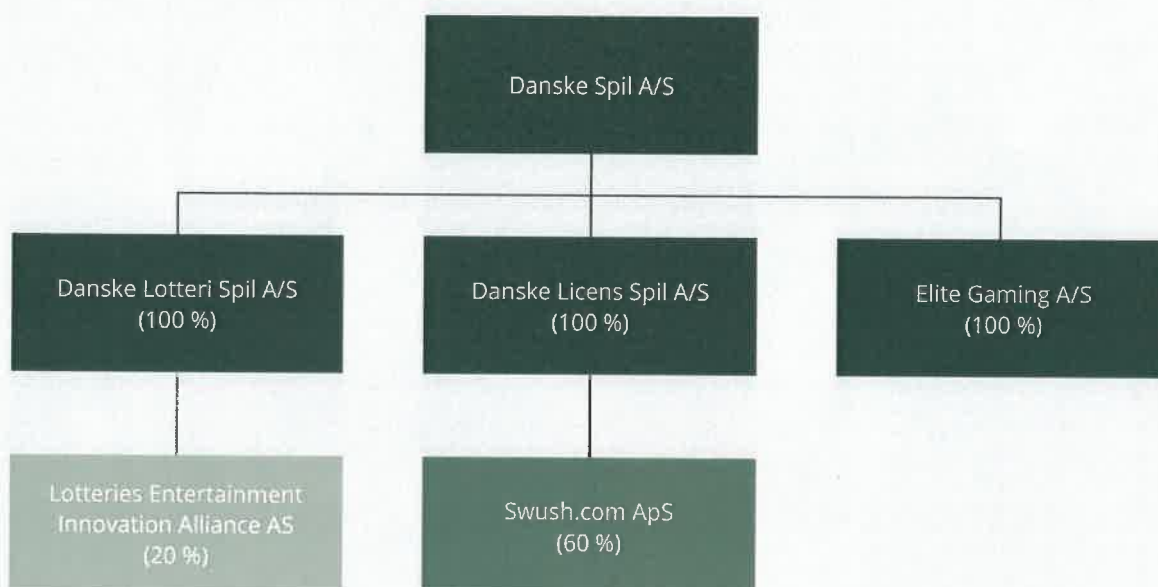 Danske Spil A/S
Danske Lotteri Spil A/S
(100 %)
Danske Licens Spil A/S
(100 %)
Elite Gaming A/S
(100 %)
Lotteries Entertainment
Innovation Alliance AS
(20 %)
Swush.com ApS
(60 %)